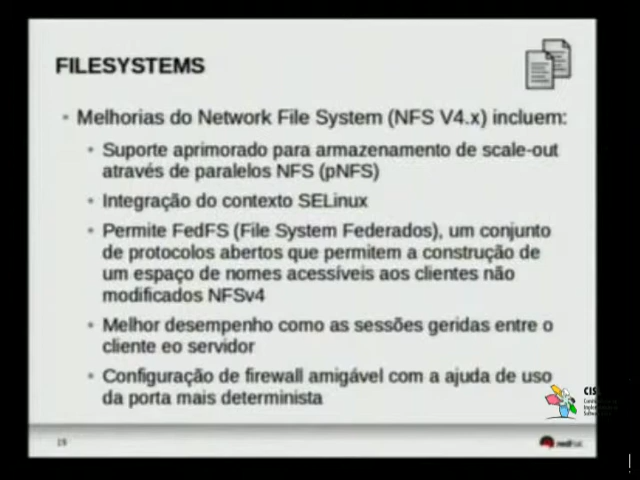 FILESYSTEMS
Melhorias do Network File System (NFS V4.x) incluem:
Suporte aprimorado para armazenamento de scale-out
através de paralelos NFS (pNFS)
Integração do contexto SELinux
Permite FedFS (File System Federados), um conjunto
de protocolos abertos que permitem a construção de
um espaço de nomes acessíveis aos clientes não
modificados NFSv4
Melhor desempenho como as sessões geridas entre o
cliente eo servidor
Configuração de firewall amigável com a ajuda de uso
da porta mais determinista
CIS
19
redhat